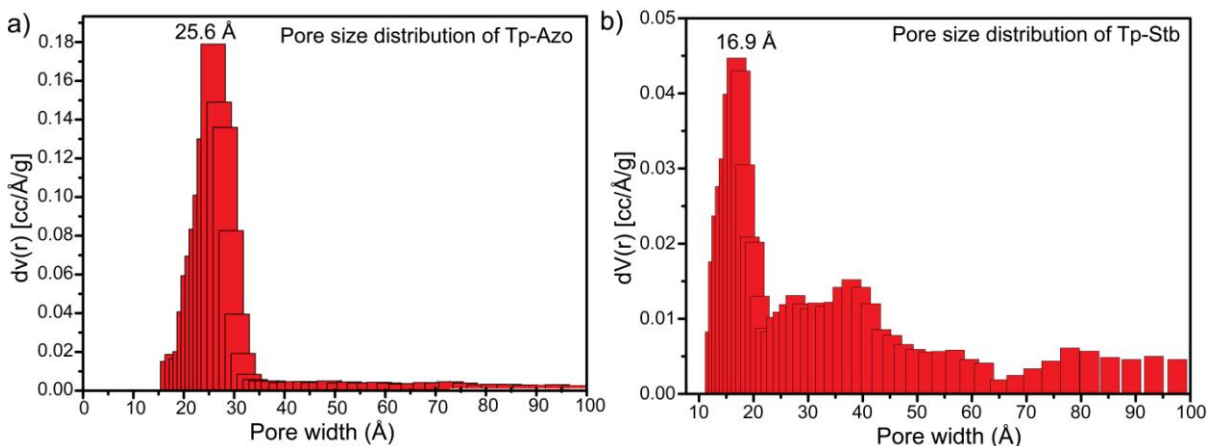 a)
25.6 Å
Pore size distribution of Tp-Azo
dv(r) [cc/Å/g]
0.18
0.16
0.14
0.12
0.10
0.08
0.06
0.04
0.02
0.00
0 10 20 30 40 50 60 70 80 90 100
Pore width (Å)
b)
16.9 Å
Pore size distribution of Tp-Stb
dV(r) [cc/Å/g]
0.05
0.04
0.03
0.02
0.01
0.00
10 20 30 40 50 60 70 80 90 100
Pore width (Å)